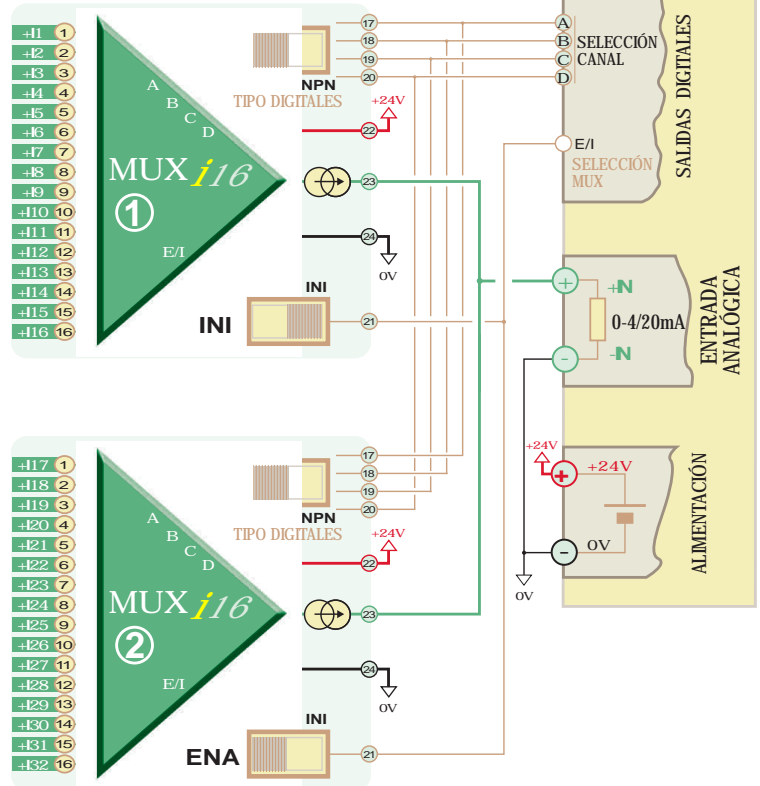 +I1 1
+I2 2
+I3 3
+I4 4
+I5 5
+I6 6
+I7 7
+I8 8
+I9 9
+I10 10
+I11 11
+I12 12
+I13 13
+I14 14
+I15 15
+I16 16
A
B
C
D
MUX i16
1
E/I
17
18
19
20
NPN
TIPO DIGITALES
+24V
22
23
24
0V
INI
INI
21
A
B
C
D
SELECCIÓN
CANAL
E/I
SELECCIÓN
MUX
SALIDAS DIGITALES
+
+IN
0-4/20mA
-
-IN
ENTRADA
ANALÓGICA
+24V
+
+24V
-
0V
0V
ALIMENTACIÓN
+I17 1
+I18 2
+I19 3
+I20 4
+I21 5
+I22 6
+I23 7
+I24 8
+I25 9
+I26 10
+I27 11
+I28 12
+I29 13
+I30 14
+I31 15
+I32 16
A
B
C
D
MUX i16
2
E/I
17
18
19
20
NPN
TIPO DIGITALES
+24V
22
23
24
0V
INI
ENA
21